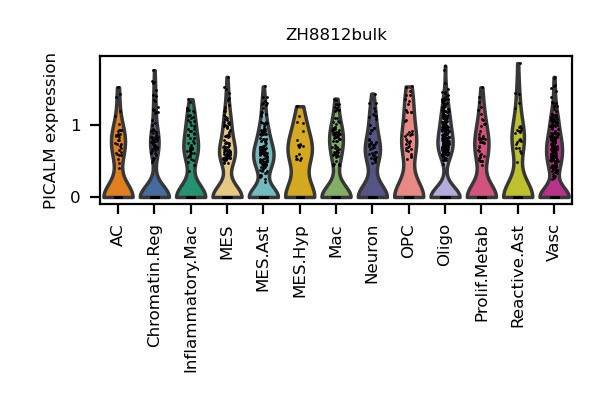 ZH8812bulk
PICALM expression
1
0
AC
Chromatin.Reg
Inflammatory.Mac
MES
MES.Ast
MES.Hyp
Mac
Neuron
OPC
Oligo
Prolif.Metab
Reactive.Ast
Vasc